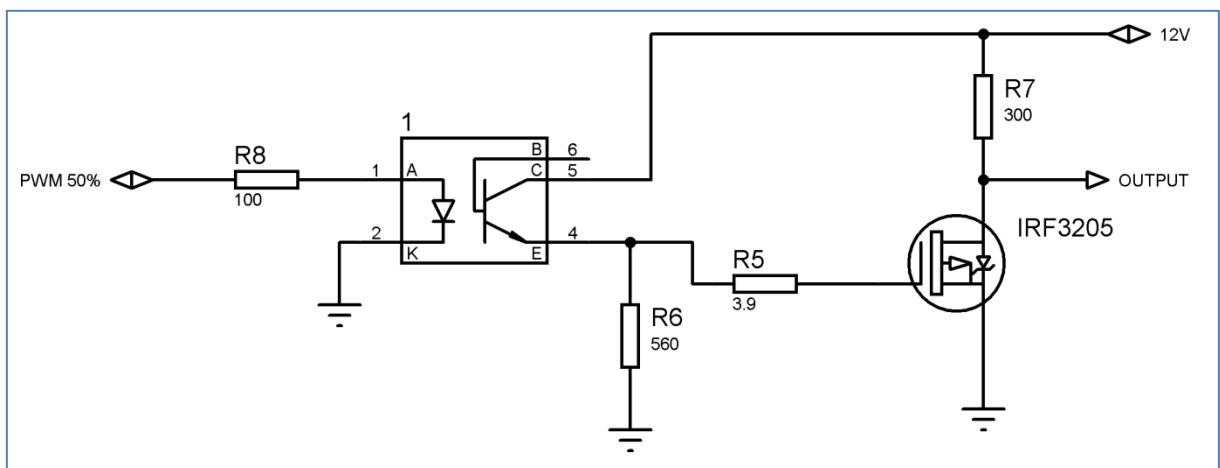 12V
R7
300
1
B 6
R8
1 A
C 5
PWM 50%
100
OUTPUT
IRF3205
2
K
4
E
R5
3.9
R6
560